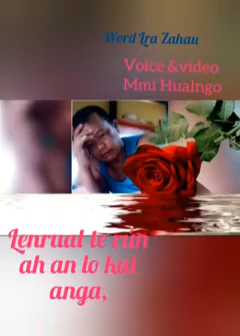 Word Lra Zahau
Voice &video
Mmi Hualngo
Lenrual te run
ah an lo kal
anga,